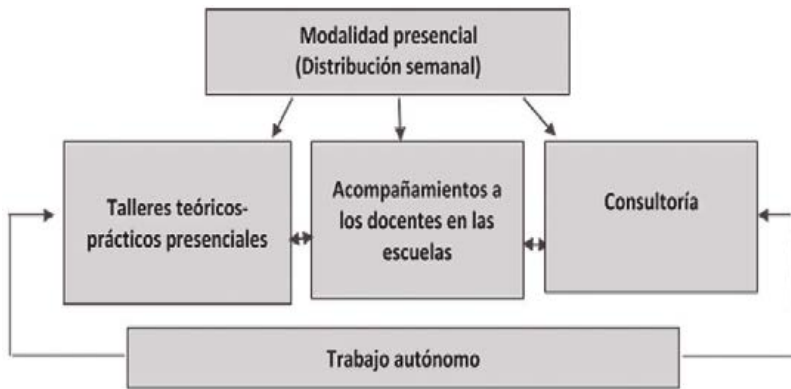 Modalidad presencial
(Distribución semanal)
Talleres teóricos-
prácticos presenciales
Acompañamientos a
los docentes en las
escuelas
Consultoría
Trabajo autónomo